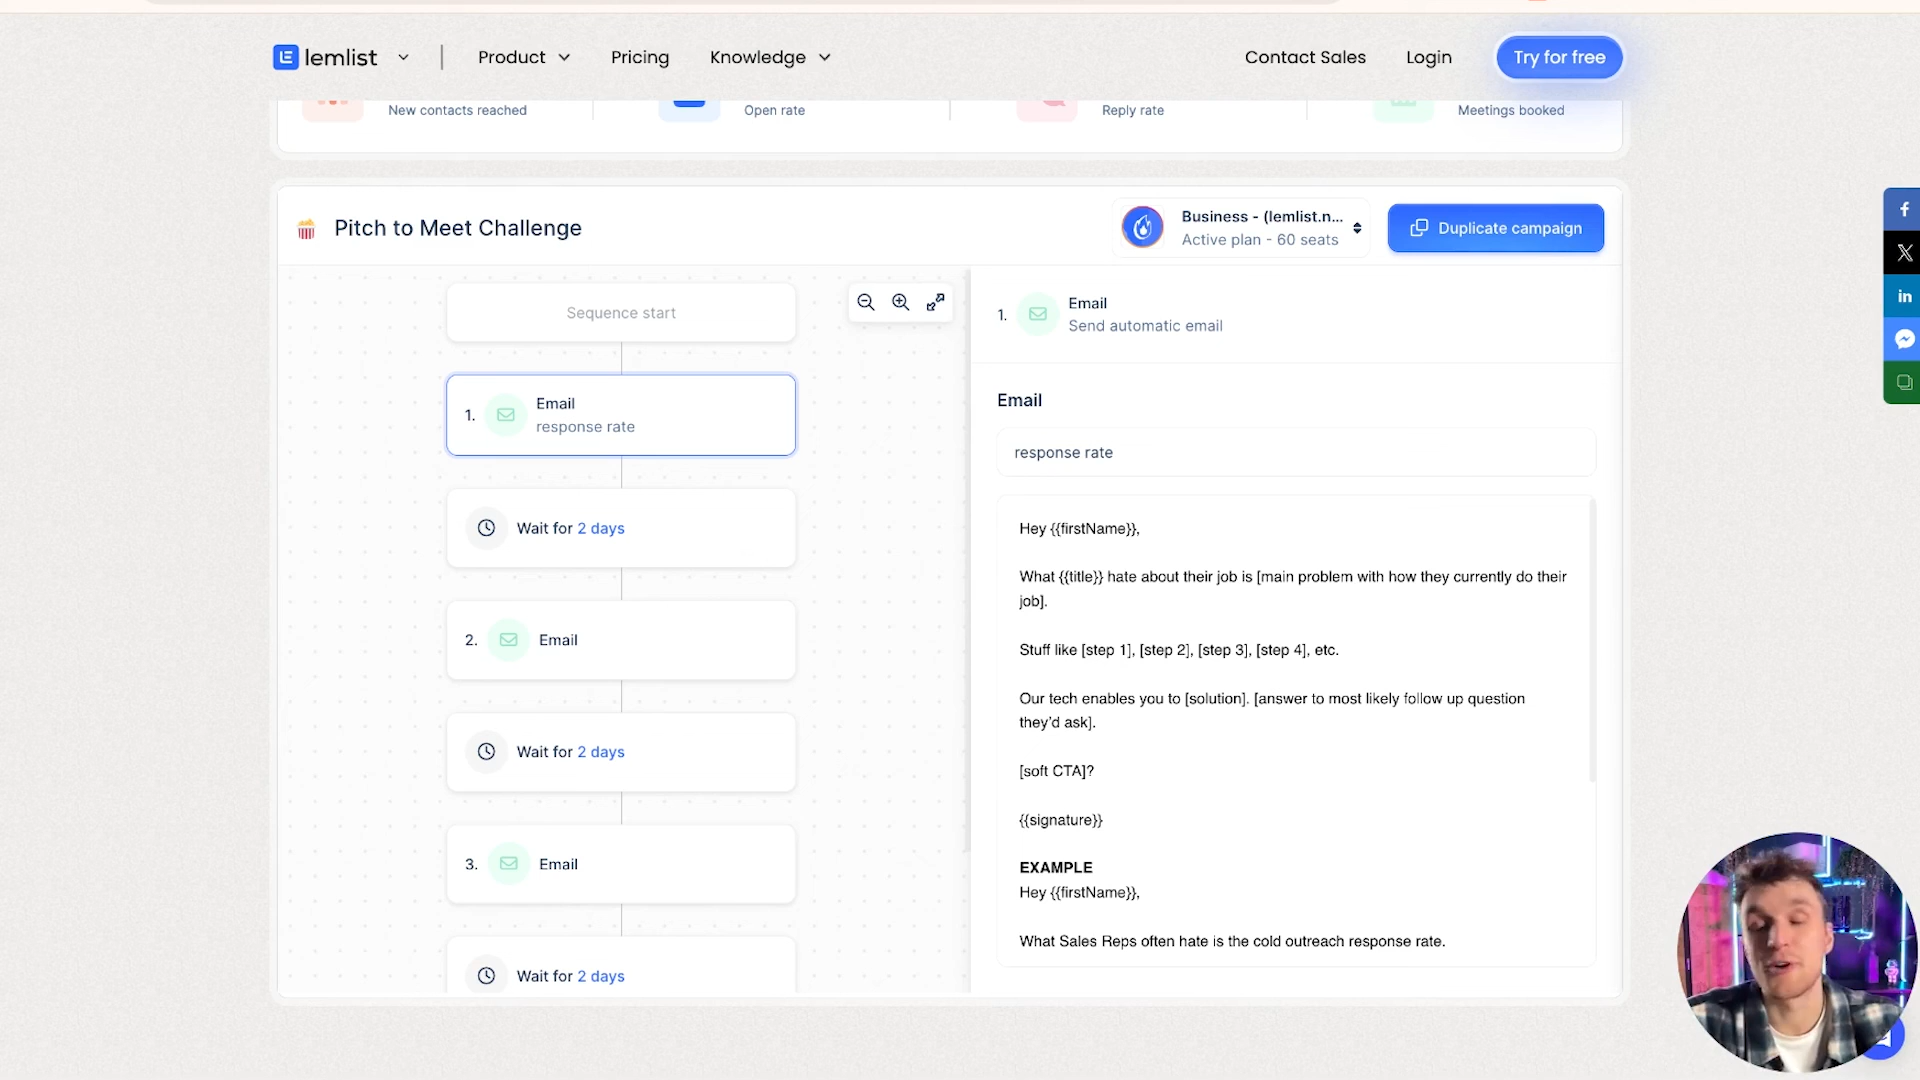 lemlist
Product
Pricing
Knowledge
Contact Sales
Login
Try for free
New contacts reached
Open rate
Reply rate
Meetings booked
Pitch to Meet Challenge
Business - (lemlist.n...
Active plan - 60 seats
Duplicate campaign
Sequence start
1.
Email
response rate
Wait for 2 days
2.
Email
Wait for 2 days
3.
Email
Wait for 2 days
1.
Email
Send automatic email
Email
response rate
Hey {{firstName}},
What {{title}} hate about their job is [main problem with how they currently do their
job].
Stuff like [step 1], [step 2], [step 3], [step 4], etc.
Our tech enables you to [solution]. [answer to most likely follow up question
they'd ask].
[soft CTA]?
{{signature}}
EXAMPLE
Hey {{firstName}},
What Sales Reps often hate is the cold outreach response rate.